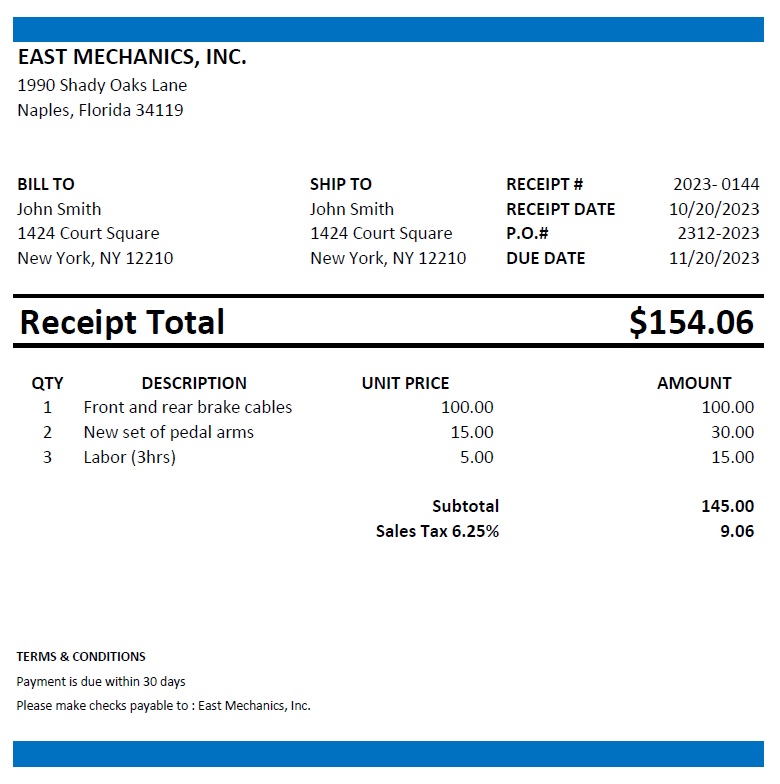 EAST MECHANICS, INC.
1990 Shady Oaks Lane
Naples, Florida 34119
BILL TO SHIP TO RECEIPT # 2023- 0144
John Smith John Smith RECEIPT DATE 10/20/2023
1424 Court Square 1424 Court Square P.O.# 2312-2023
New York, NY 12210 New York, NY 12210 DUE DATE 11/20/2023
Receipt Total $154.06
QTY DESCRIPTION UNIT PRICE AMOUNT
1 Front and rear brake cables 100.00 100.00
2 New set of pedal arms 15.00 30.00
3 Labor (3hrs) 5.00 15.00
Subtotal 145.00
Sales Tax 6.25% 9.06
TERMS & CONDITIONS
Payment is due within 30 days
Please make checks payable to : East Mechanics, Inc.